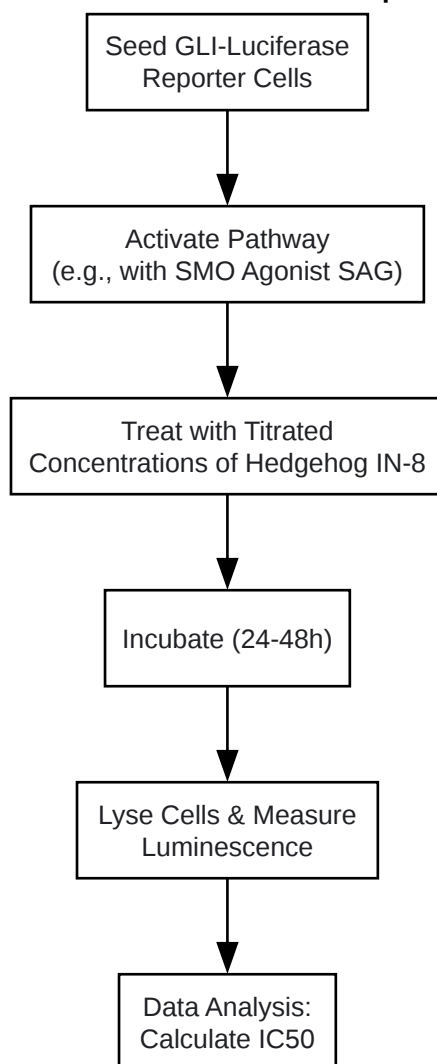 Seed GLI-Luciferase
Reporter Cells
Activate Pathway
(e.g., with SMO Agonist SAG)
Treat with Titrated
Concentrations of Hedgehog IN-8
Incubate (24-48h)
Lyse Cells & Measure
Luminescence
Data Analysis:
Calculate IC50